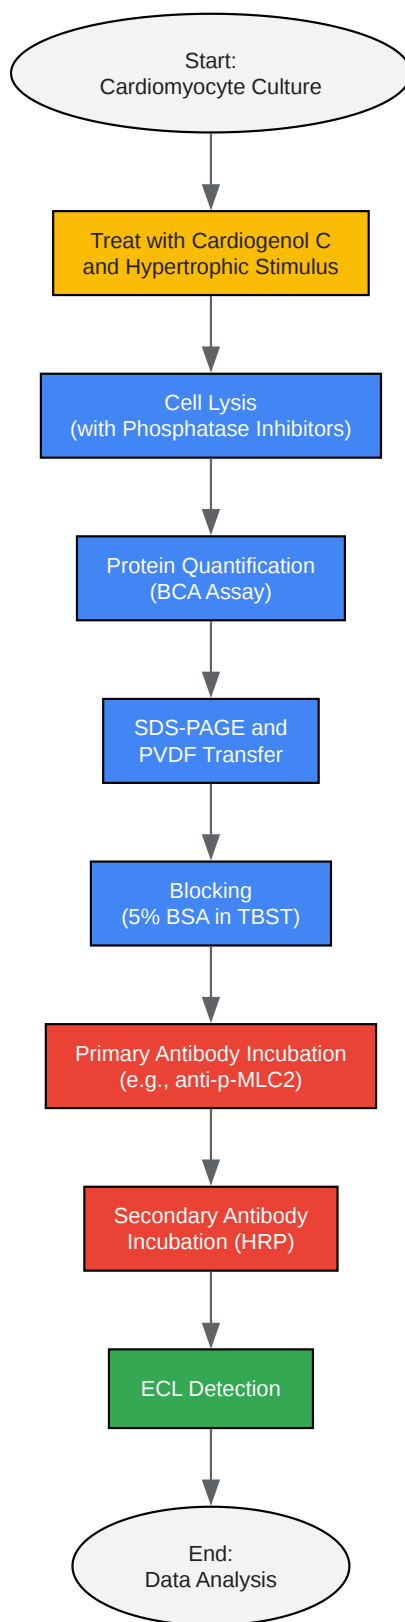 Start:
Cardiomyocyte Culture
Treat with Cardiogenol C
and Hypertrophic Stimulus
Cell Lysis
(with Phosphatase Inhibitors)
Protein Quantification
(BCA Assay)
SDS-PAGE and
PVDF Transfer
Blocking
(5% BSA in TBST)
Primary Antibody Incubation
(e.g., anti-p-MLC2)
Secondary Antibody
Incubation (HRP)
ECL Detection
End:
Data Analysis